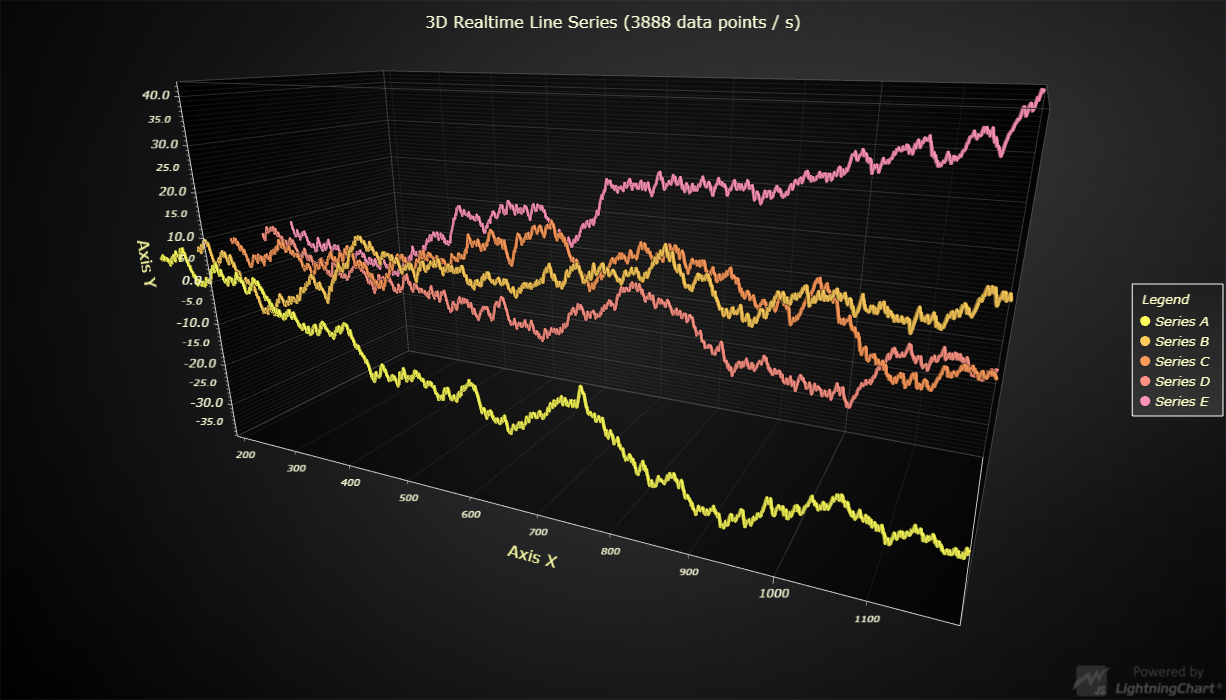 3D Realtime Line Series (3888 data points / s)
40.0
35.0
30.0
25.0
20.0
15.0
10.0
0.0
-5.0
-10.0
-15.0
-20.0
-25.0
-30.0
-35.0
Axis Y
200
300
400
500
600
700
800
900
1000
1100
Axis X
Legend
Series A
Series B
Series C
Series D
Series E
Powered by
LightningChart®
JS